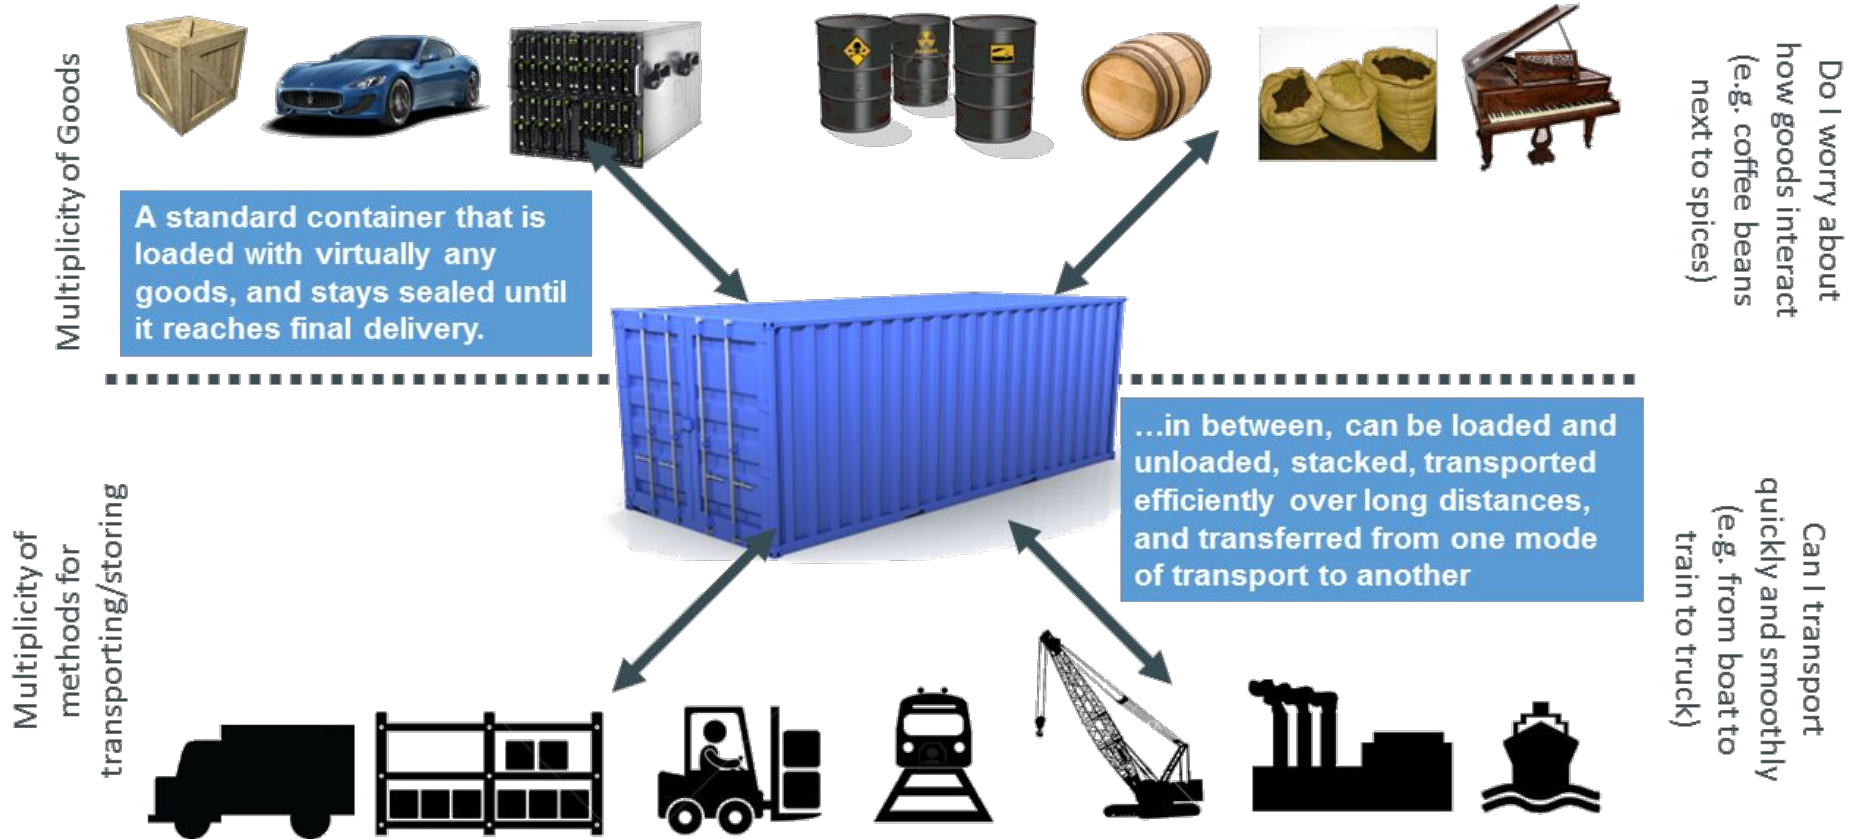 Multiplicity of Goods
Do I worry about
how goods interact
(e.g. coffee beans
next to spices)
A standard container that is
loaded with virtually any
goods, and stays sealed until
it reaches final delivery.
…in between, can be loaded and
unloaded, stacked, transported
efficiently over long distances,
and transferred from one mode
of transport to another
Multiplicity of
methods for
transporting/storing
Can I transport
quickly and smoothly
(e.g. from boat to
train to truck)